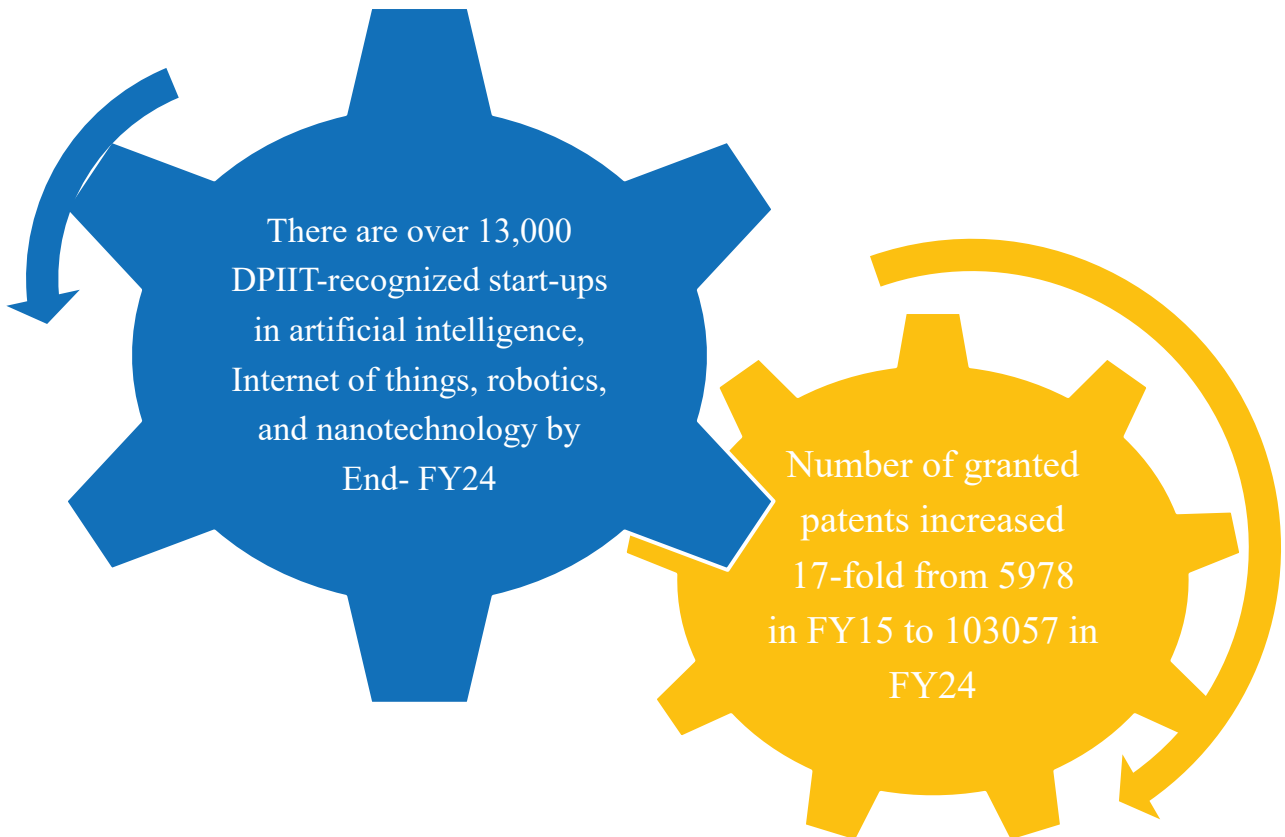 There are over 13,000
DPIIT-recognized start-ups
in artificial intelligence,
Internet of things, robotics,
and nanotechnology by
End- FY24
Number of granted
patents increased
17-fold from 5978
in FY15 to 103057 in
FY24